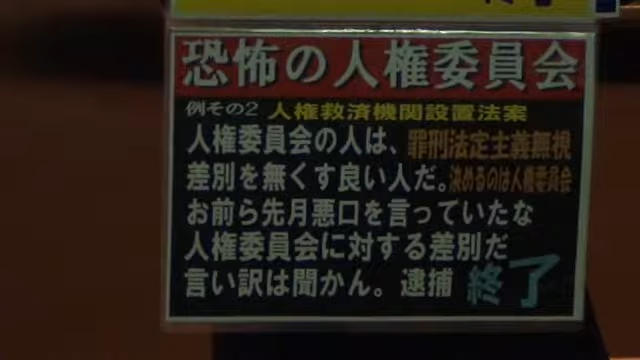 恐怖の人権委員会
例その2 人権救済機関設置法案
人権委員会の人は、罪刑法定主義無視
差別を無くす良い人だ。決めるのは人権委員会
お前ら先月悪口を言っていたな
人権委員会に対する差別だ
言い訳は聞かん。逮捕 終了